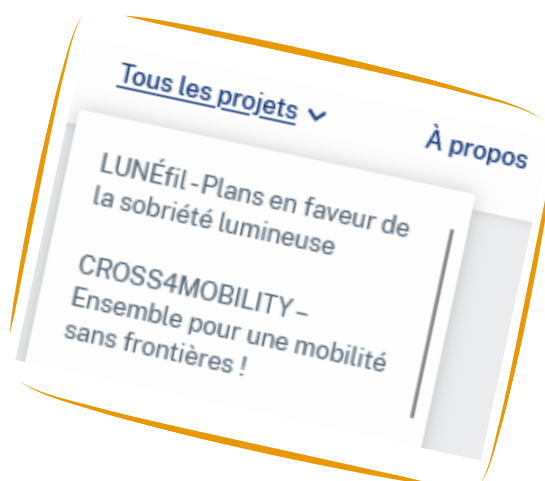 Tous les projets
À propos
LUNÉfil - Plans en faveur de
la sobriété lumineuse
CROSS4MOBILITY –
Ensemble pour une mobilité
sans frontières !